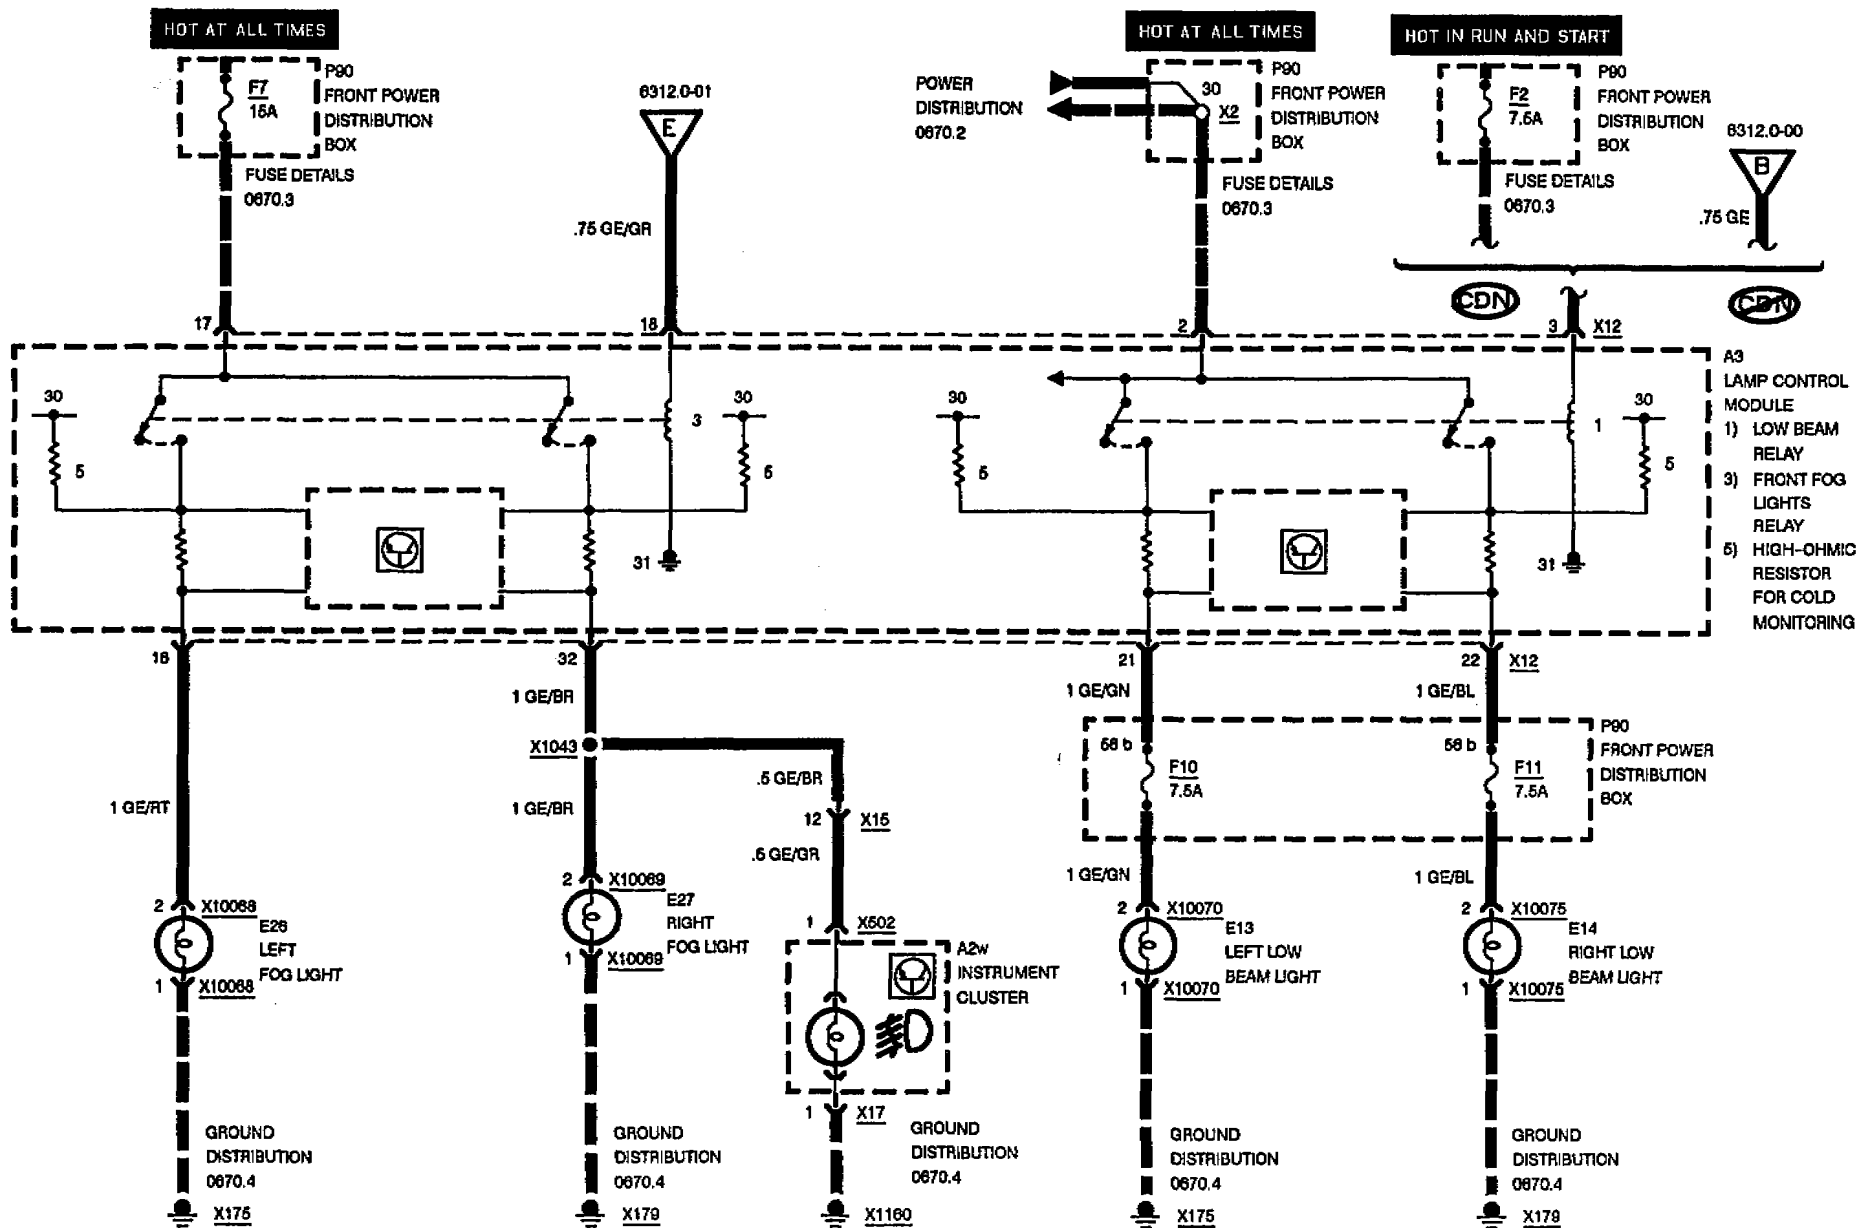 HOT AT ALL TIMES
HOT AT ALL TIMES
HOT IN RUN AND START
F7
15A
P90
FRONT POWER
DISTRIBUTION
BOX
FUSE DETAILS
0670.3
6312.0-01
E
.75 GE/GR
POWER
DISTRIBUTION
0670.2
30
X2
P90
FRONT POWER
DISTRIBUTION
BOX
FUSE DETAILS
0670.3
F2
7.5A
P90
FRONT POWER
DISTRIBUTION
BOX
FUSE DETAILS
0670.3
6312.0-00
B
.75 GE
CDN
CDN
17
18
2
3
X12
30
5
3
30
5
31
30
5
1
30
5
31
A3
LAMP CONTROL
MODULE
1) LOW BEAM
RELAY
3) FRONT FOG
LIGHTS
RELAY
5) HIGH-OHMIC
RESISTOR
FOR COLD
MONITORING
16
32
21
22
X12
1 GE/BR
1 GE/GN
1 GE/BL
X1043
.5 GE/BR
1 GE/RT
1 GE/BR
12
X15
.5 GE/GR
56 b
F10
7.5A
56 b
F11
7.5A
P90
FRONT POWER
DISTRIBUTION
BOX
1 GE/GN
1 GE/BL
2
X10068
E26
LEFT
FOG LIGHT
1
X10068
2
X10069
E27
RIGHT
FOG LIGHT
1
X10069
1
X502
A2w
INSTRUMENT
CLUSTER
1
X17
2
X10070
E13
LEFT LOW
BEAM LIGHT
1
X10070
2
X10075
E14
RIGHT LOW
BEAM LIGHT
1
X10075
GROUND
DISTRIBUTION
0670.4
X175
GROUND
DISTRIBUTION
0670.4
X179
GROUND
DISTRIBUTION
0670.4
X1160
GROUND
DISTRIBUTION
0670.4
X175
GROUND
DISTRIBUTION
0670.4
X179